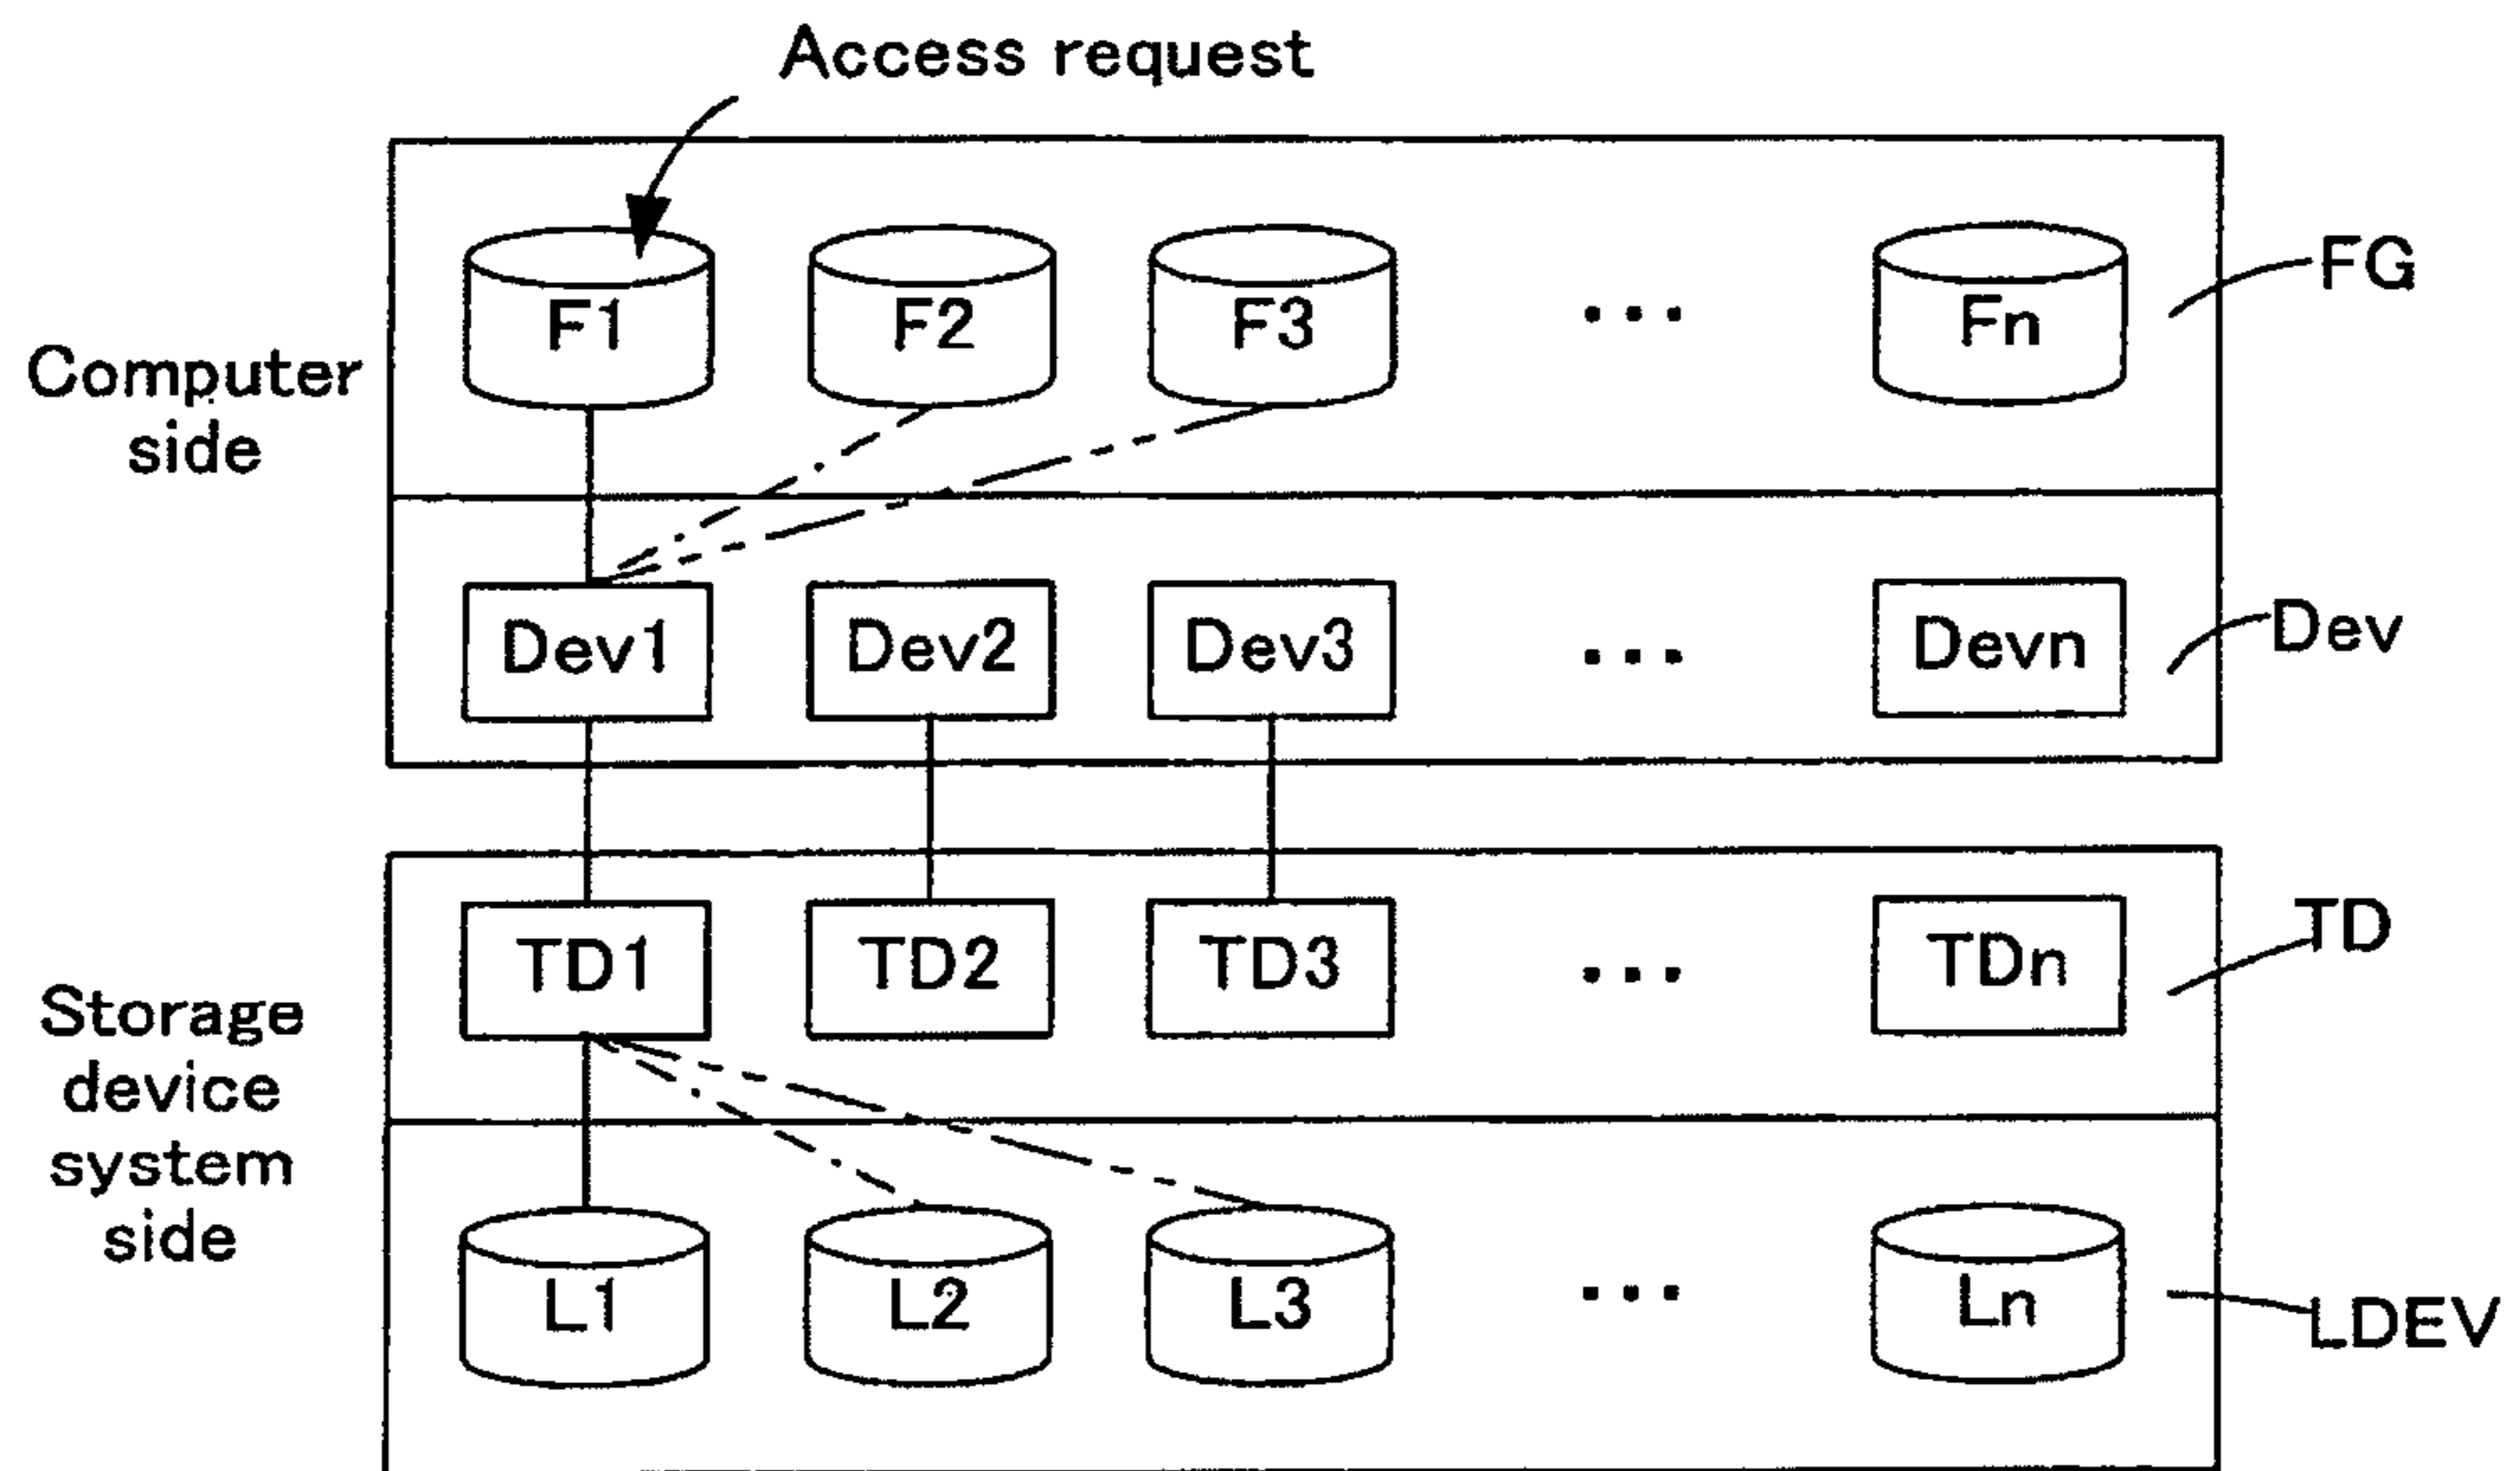 Access request
F1 F2 F3 ... Fn
FG
Computer
side
Dev1 Dev2 Dev3 ... Devn
Dev
TD1 TD2 TD3 ... TDn
TD
Storage
device
system
side
L1 L2 L3 ... Ln
LDEV